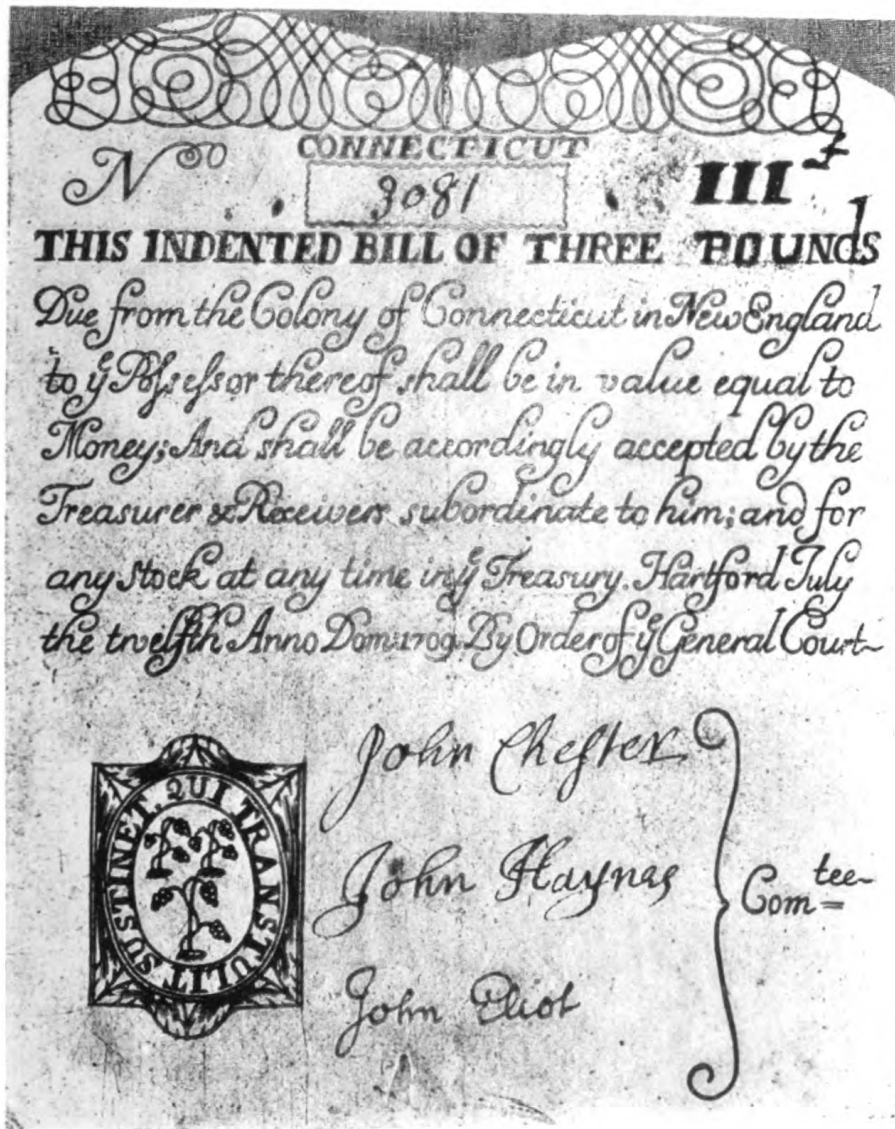 CONNECTICUT
No 3081 III£
THIS INDENTED BILL OF THREE POUNDS
Due from the Colony of Connecticut in New England
to yͤ Poſseſsor thereof shall be in value equal to
Money; And shall be accordingly accepted by the
Treasurer & Receivers subordinate to him; and for
any Stock at any time in yͤ Treasury. Hartford July
the twelfth Anno Dom: 1709. By Order of yͤ General Court
SUSTINET. QUI TRANSTULIT
John Cheſter
John Haynes
John Eliot
Comtee